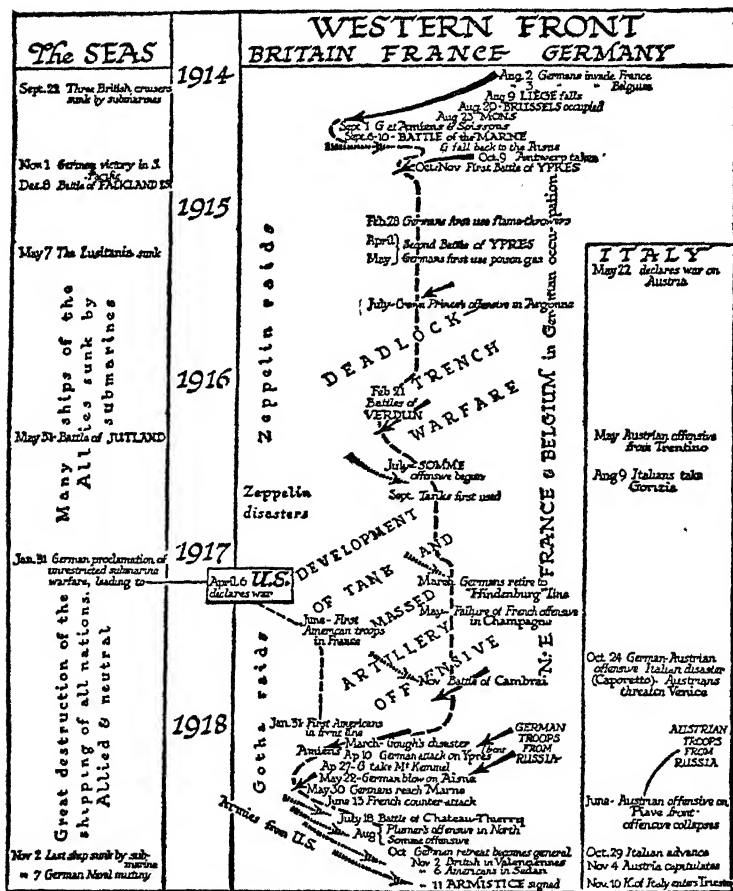 The SEAS
Sept. 22 Three British cruisers
sunk by submarines
Nov. 1 German victory in S.
Pacific
Dec. 8 Battle of FALKLAND IS.
May 7 The Lusitania sunk
Many ships of the
Allies sunk by
submarines
May 31-Battle of JUTLAND
Jan. 31 German proclamation of
unrestricted submarine
warfare, leading to
Great destruction of the
shipping of all nations.
Allied & neutral
Nov 2 Last ship sunk by sub-
marine
" 7 German Naval mutiny
1914
1915
1916
1917
1918
WESTERN FRONT
BRITAIN FRANCE GERMANY
Aug. 2 Germans invade France
" 3 " " Belgium
Aug 9 LIÈGE falls
Aug 20-BRUSSELS occupied
Aug 23 MONS
Sept. 1 G at Amiens & Soissons
Sept. 6-10-BATTLE of the MARNE
G fall back to the Aisne
Oct. 9 Antwerp taken
Oct.-Nov First Battle of YPRES
Feb 28 Germans first use flame-throwers
April
May
Second Battle of YPRES
Germans first use poison gas
July-Crown Prince's offensive in Argonne
Zeppelin raids
DEADLOCK
TRENCH
WARFARE
Feb 21
Battles of
VERDUN
July-SOMME
offensive begun
Sept. Tanks first used
Zeppelin
disasters
N.E FRANCE & BELGIUM in German occupation
DEVELOPMENT
OF TANK AND
MASSED
ARTILLERY
OFFENSIVE
April 6 U.S.
declares war
March Germans retire to
"Hindenburg" Line
June-First
American troops
in France
May-Failure of French offensive
in Champagne
Nov Battle of Cambrai
Gotha raids
Jan. 31-First Americans
in front line
March-Gough's disaster
Amiens
Ap 10 German attack on Ypres
Ap 27-G take Mt Kemmel
May 28-German blow on Aisne
May 30 Germans reach Marne
June 13 French counter attack
GERMAN
TROOPS
FROM
RUSSIA
July 18 Battle of Chateau-Thierry
Aug
Plumer's offensive in North
Somme offensive
Armies from U.S.
Oct German retreat becomes general
Nov 2 British in Valenciennes
" 6 Americans in Sedan
" 11 ARMISTICE signed
ITALY
May 22 declares war on
Austria
May Austrian offensive
from Trentino
Aug 9 Italians take
Gorizia
Oct. 24 German-Austrian
offensive Italian disaster
(Caporetto). Austrians
threaten Venice
AUSTRIAN
TROOPS
FROM
RUSSIA
June-Austrian offensive on
Piave front-
offensive collapses
Oct. 29 Italian advance
Nov 4 Austria capitulates
Nov. 10 K. of Italy enters Trieste